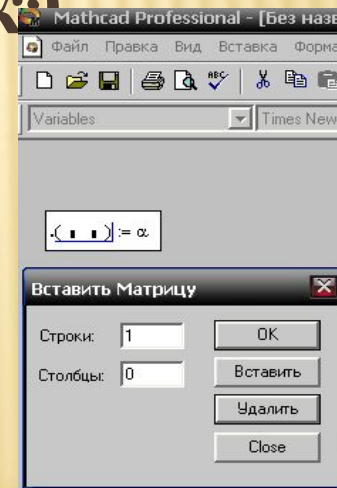 Mathcad Professional - [Без назв
Файл Правка Вид Вставка Форма
ABC
Variables Times New
.( ▪ ▪ ) := α
Вставить Матрицу
Строки: 1 OK
Столбцы: 0 Вставить
Удалить
Close